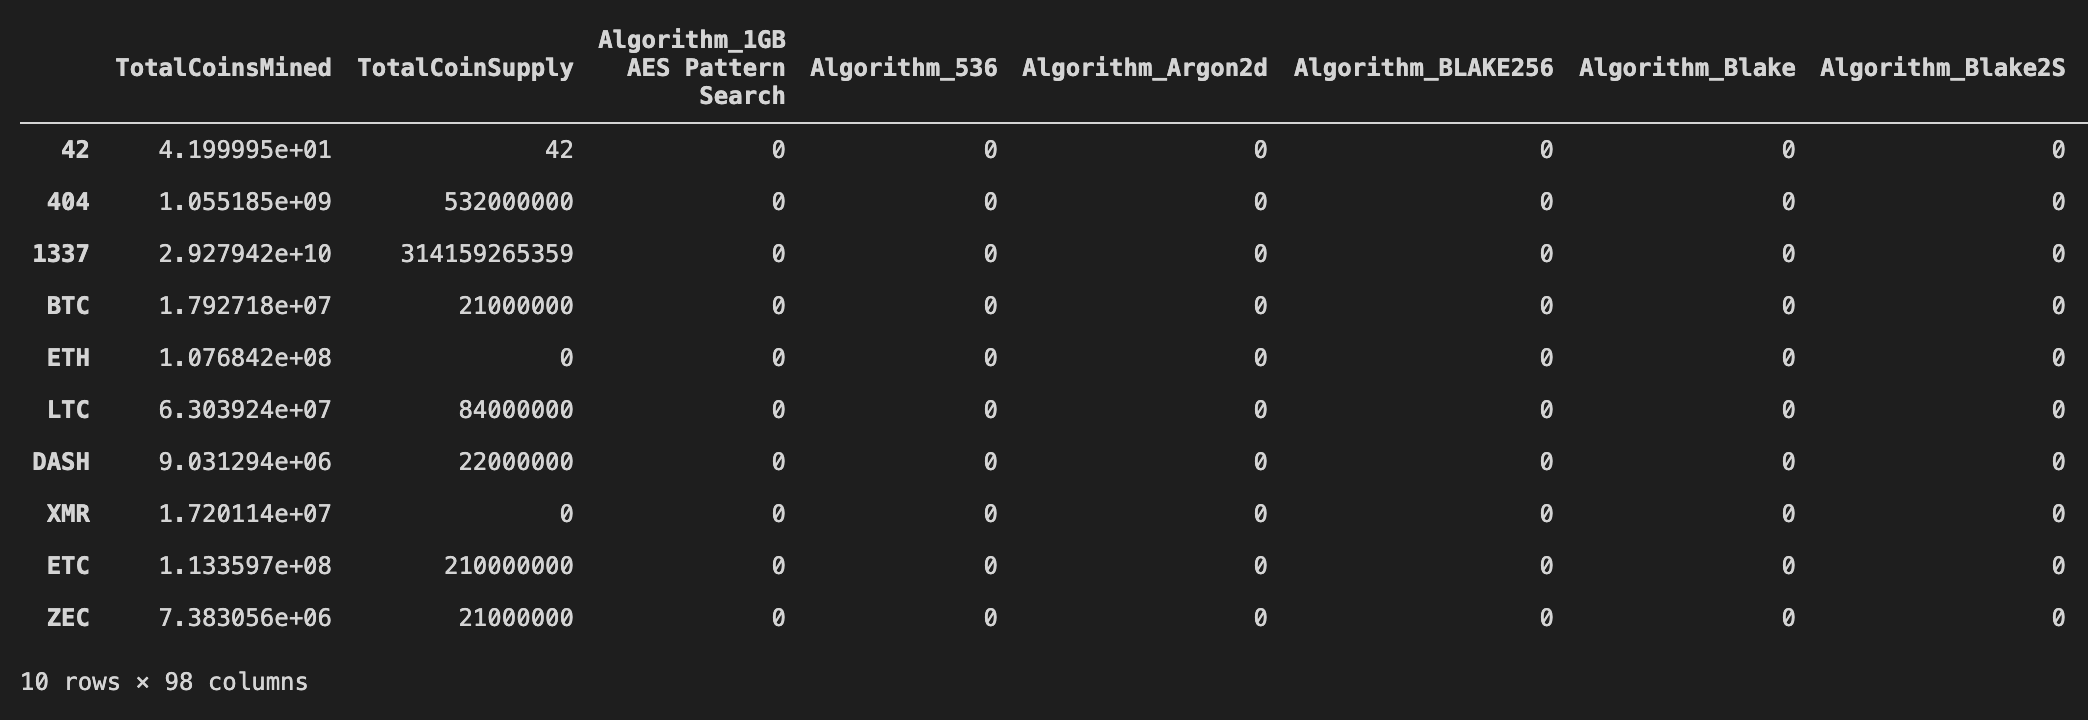 Algorithm_1GB
TotalCoinsMined TotalCoinSupply AES Pattern Algorithm_536 Algorithm_Argon2d Algorithm_BLAKE256 Algorithm_Blake Algorithm_Blake2S
Search
42 4.199995e+01 42 0 0 0 0 0 0
404 1.055185e+09 532000000 0 0 0 0 0 0
1337 2.927942e+10 314159265359 0 0 0 0 0 0
BTC 1.792718e+07 21000000 0 0 0 0 0 0
ETH 1.076842e+08 0 0 0 0 0 0 0
LTC 6.303924e+07 84000000 0 0 0 0 0 0
DASH 9.031294e+06 22000000 0 0 0 0 0 0
XMR 1.720114e+07 0 0 0 0 0 0 0
ETC 1.133597e+08 210000000 0 0 0 0 0 0
ZEC 7.383056e+06 21000000 0 0 0 0 0 0
10 rows × 98 columns